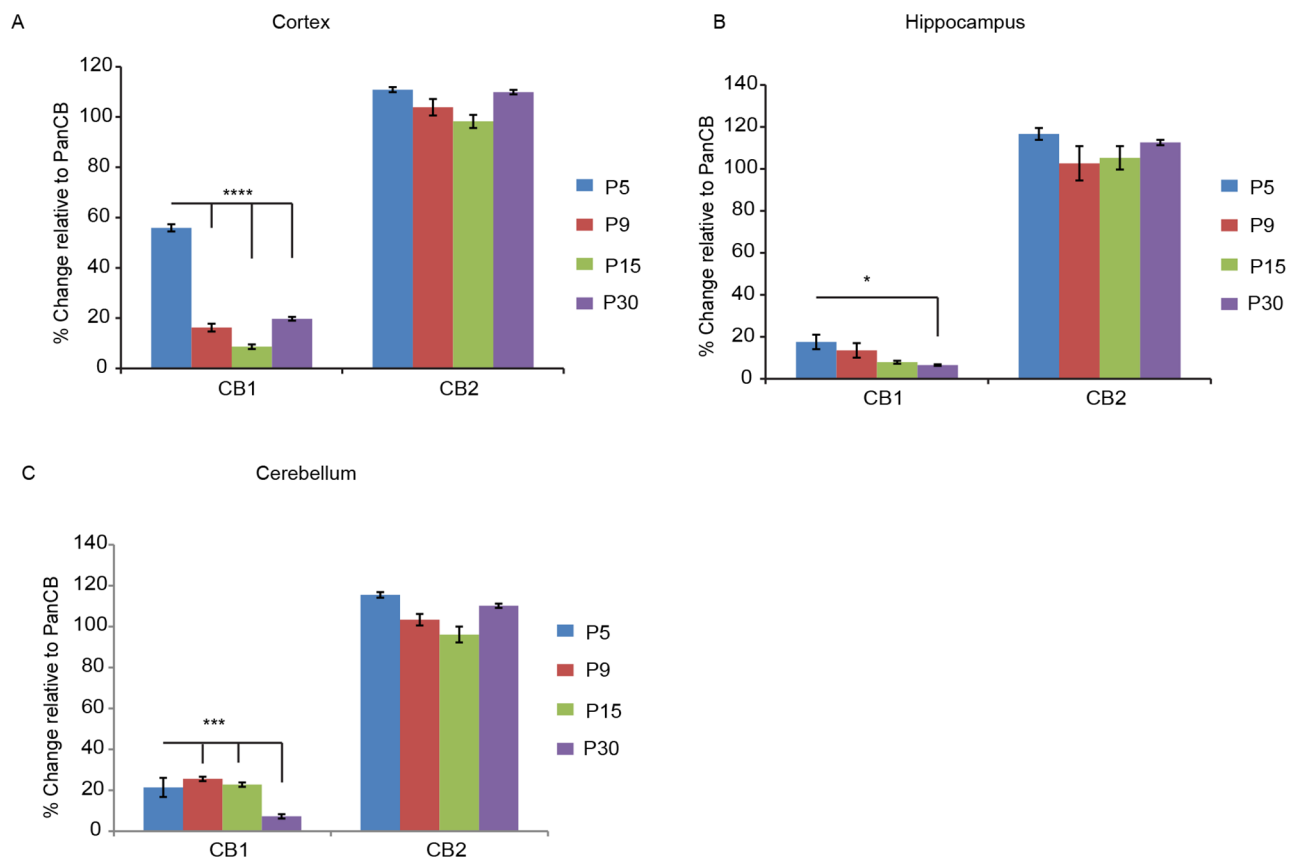 A
Cortex
% Change relative to PanCB
120
100
80
60
40
20
0
****
CB1
CB2
P5
P9
P15
P30
B
Hippocampus
% Change relative to PanCB
140
120
100
80
60
40
20
0
*
CB1
CB2
P5
P9
P15
P30
C
Cerebellum
% Change relative to PanCB
140
120
100
80
60
40
20
0
***
CB1
CB2
P5
P9
P15
P30